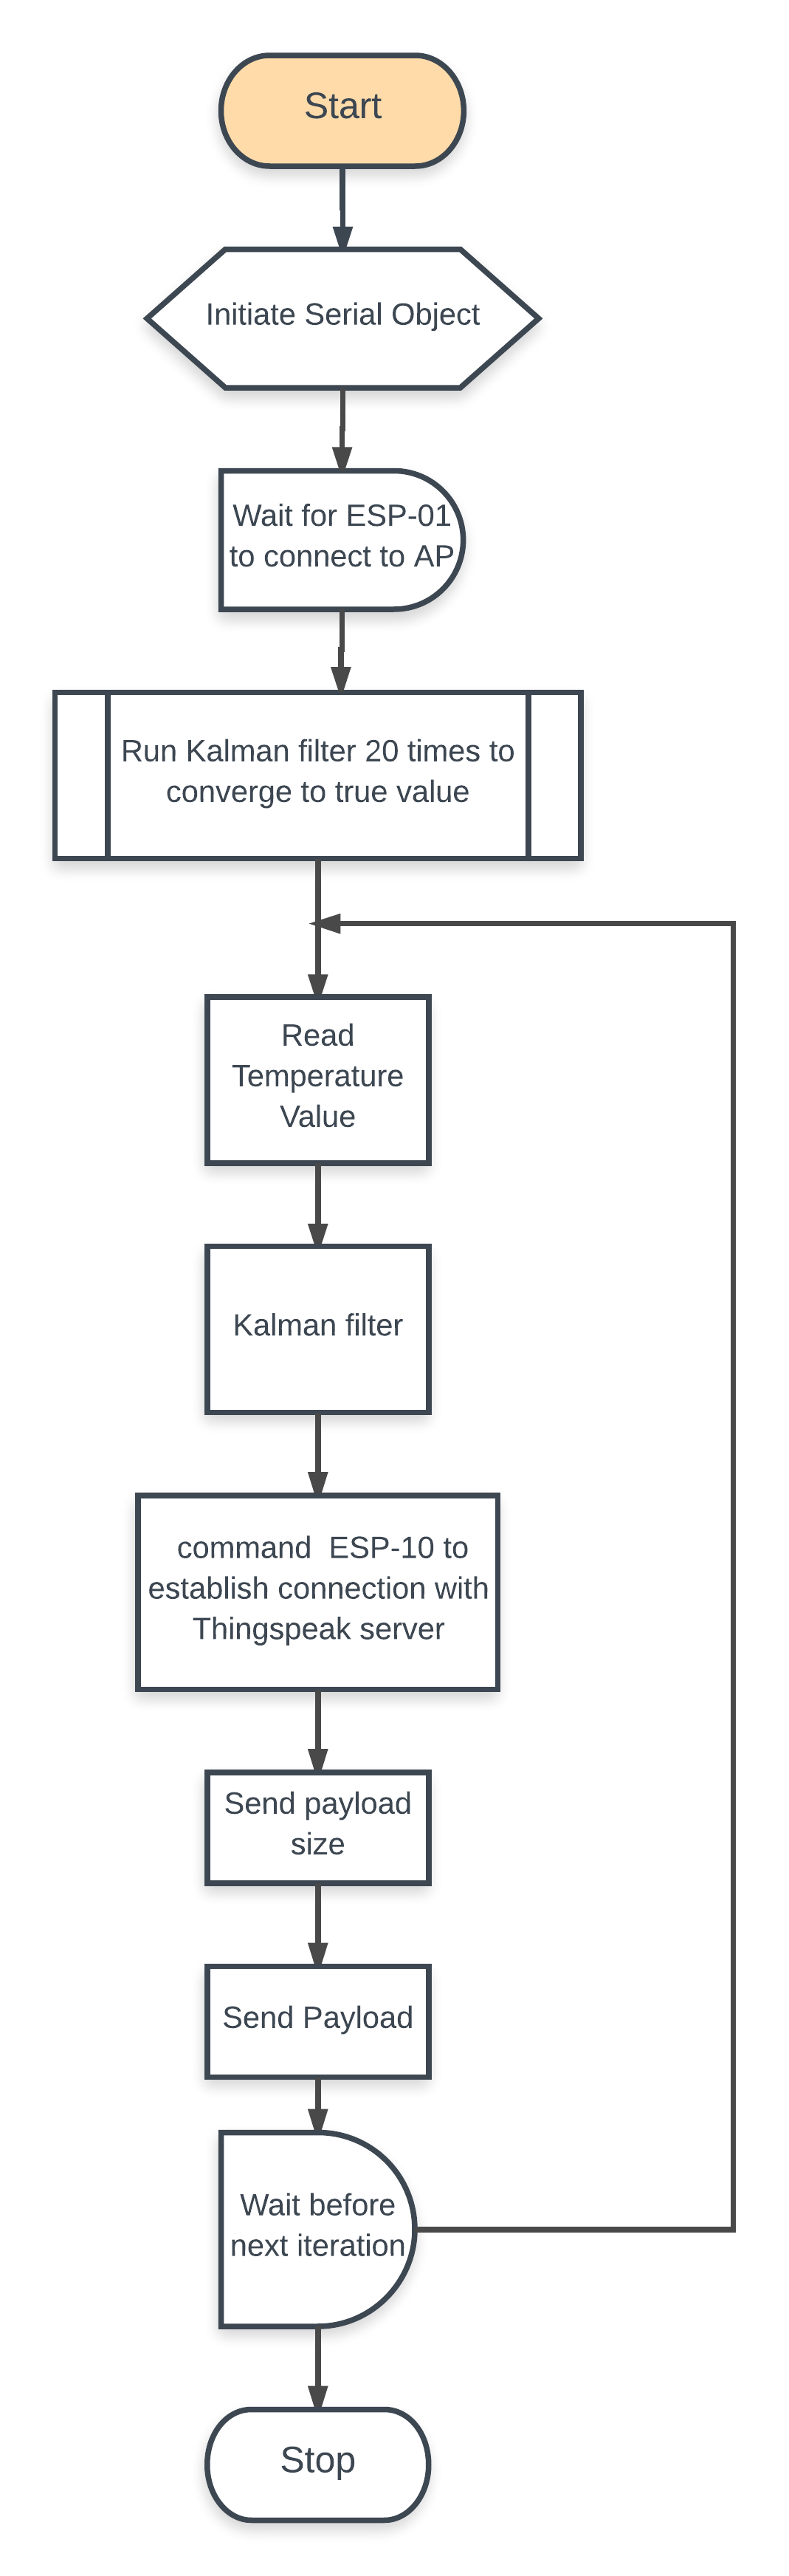 Start
Initiate Serial Object
Wait for ESP-01
to connect to AP
Run Kalman filter 20 times to
converge to true value
Read
Temperature
Value
Kalman filter
command  ESP-10 to
establish connection with
Thingspeak server
Send payload
size
Send Payload
Wait before
next iteration
Stop